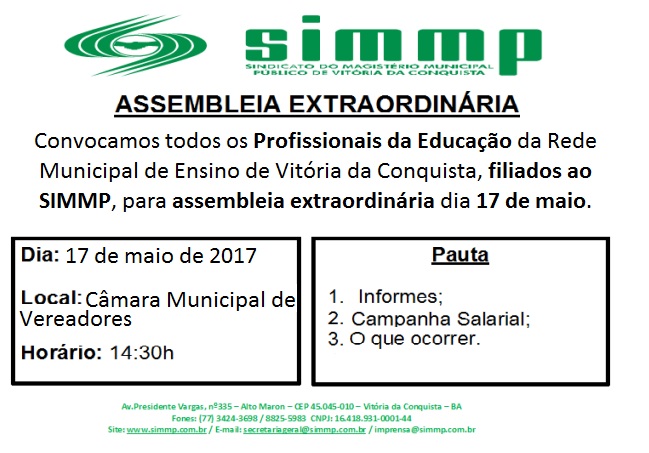 simmp
SINDICATO DO MAGISTÉRIO MUNICIPAL
PÚBLICO DE VITÓRIA DA CONQUISTA
ASSEMBLEIA EXTRAORDINÁRIA
Convocamos todos os Profissionais da Educação da Rede
Municipal de Ensino de Vitória da Conquista, filiados ao
SIMMP, para assembleia extraordinária dia 17 de maio.
Dia: 17 de maio de 2017
Local: Câmara Municipal de
Vereadores
Horário: 14:30h
Pauta
1. Informes;
2. Campanha Salarial;
3. O que ocorrer.
Av.Presidente Vargas, nº335 – Alto Maron – CEP 45.045-010 – Vitória da Conquista – BA
Fones: (77) 3424-3698 / 8825-5983 CNPJ: 16.418.931-0001-44
Site: www.simmp.com.br / E-mail: secretariageral@simmp.com.br / imprensa@simmp.com.br